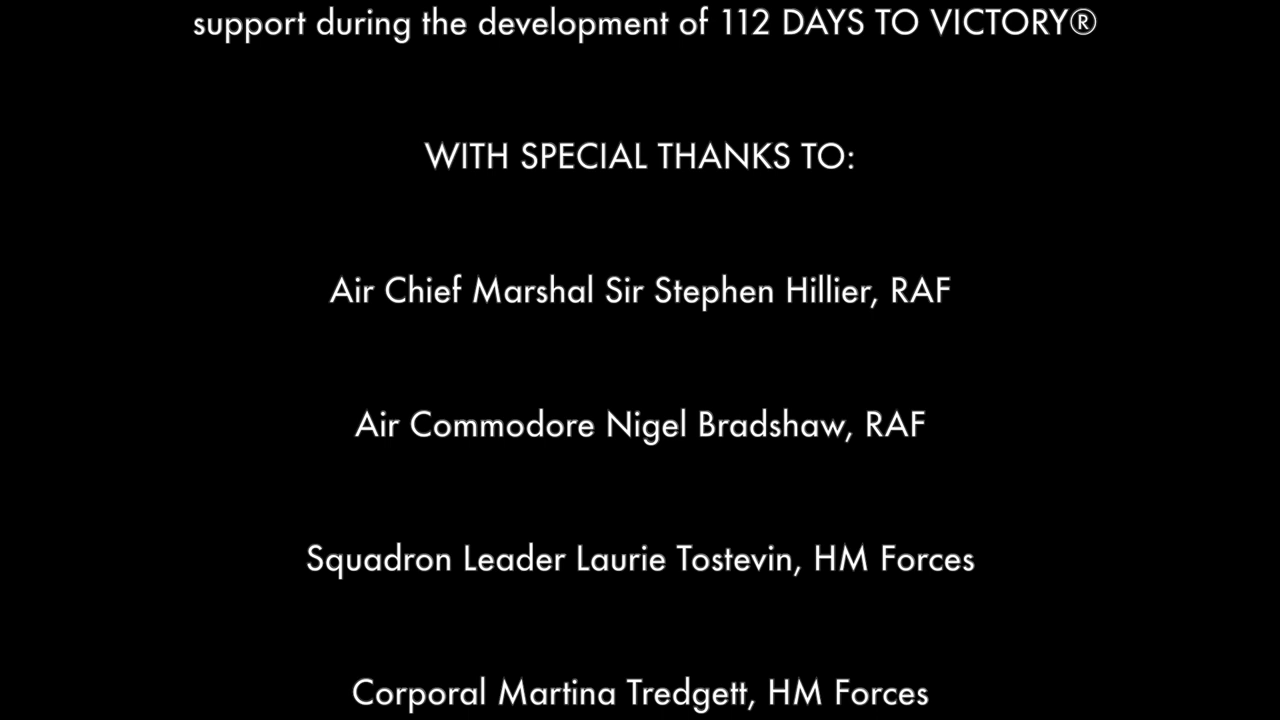 support during the development of 112 DAYS TO VICTORY®
WITH SPECIAL THANKS TO:
Air Chief Marshal Sir Stephen Hillier, RAF
Air Commodore Nigel Bradshaw, RAF
Squadron Leader Laurie Tostevin, HM Forces
Corporal Martina Tredgett, HM Forces